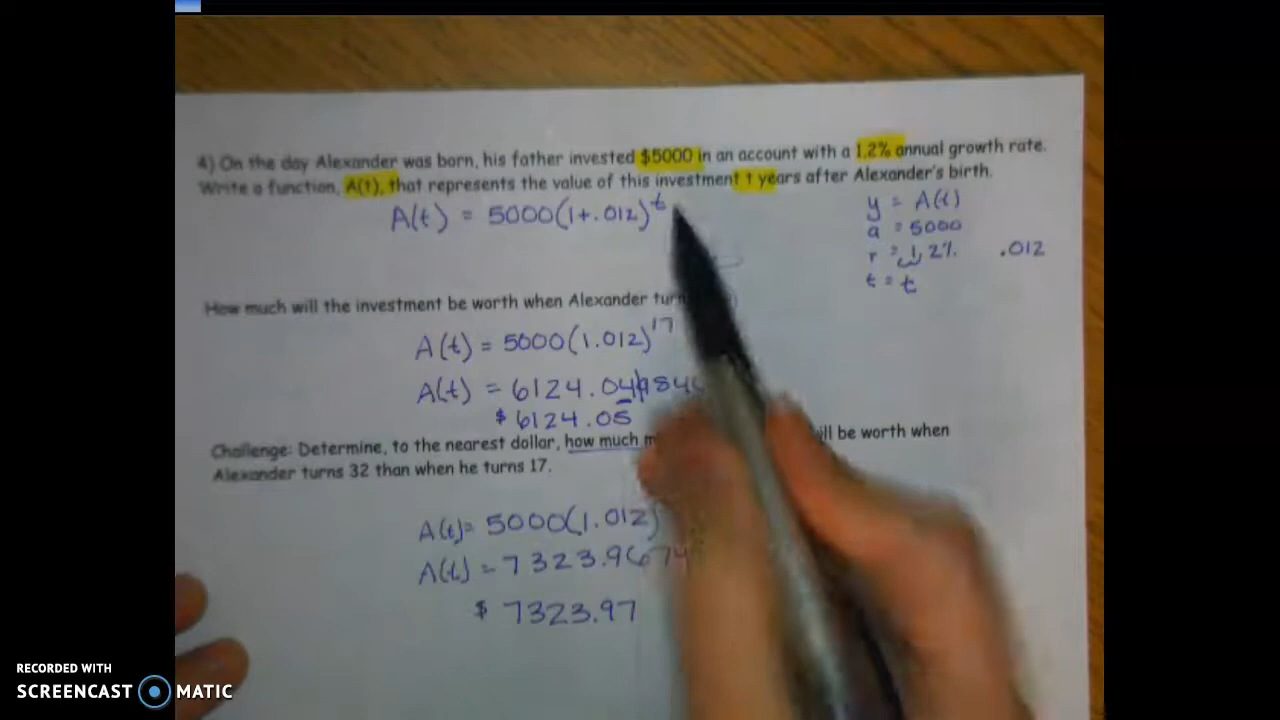 4) On the day Alexander was born, his father invested $5000 in an account with a 1.2% annual growth rate.
Write a function, A(t), that represents the value of this investment t years after Alexander's birth.
A(t) = 5000(1+.012)^t
y = A(t)
a = 5000
r = 1.2% .012
t = t
How much will the investment be worth when Alexander turn
A(t) = 5000(1.012)^17
A(t) = 6124.049846
$6124.05
Challenge: Determine, to the nearest dollar, how much m will be worth when
Alexander turns 32 than when he turns 17.
A(t)= 5000(1.012)
A(t) = 7323.9674
$ 7323.97
RECORDED WITH
SCREENCAST MATIC